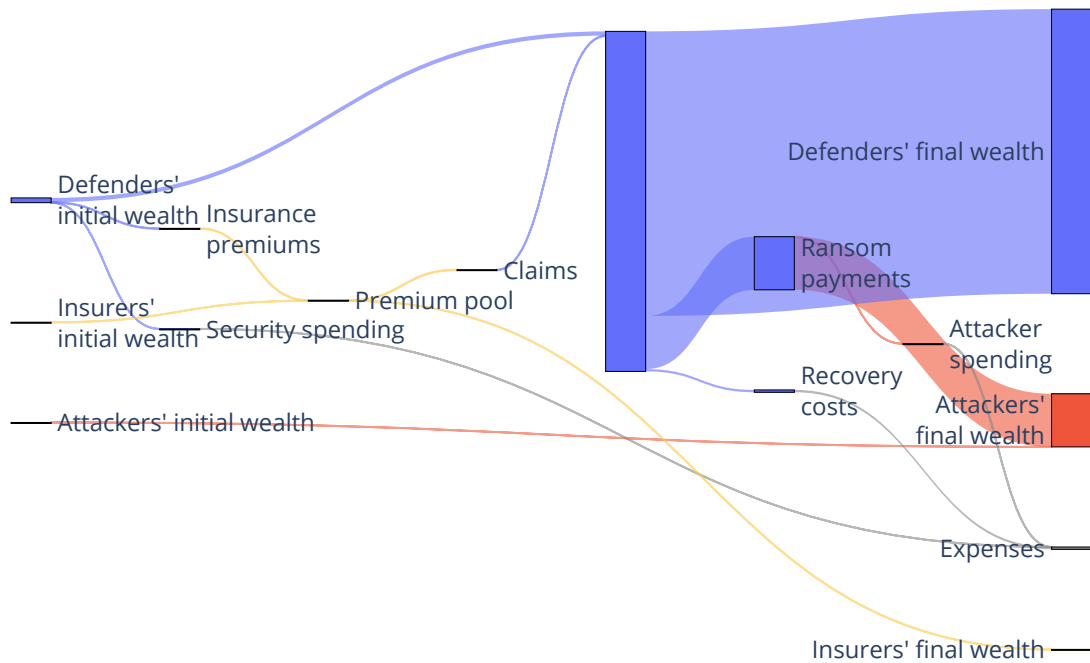 Defenders' final wealth
Defenders'
initial wealth
Insurance
premiums
Ransom
payments
Claims
Insurers'
initial wealth
Premium pool
Security spending
Attacker
spending
Recovery
costs
Attackers'
final wealth
Attackers' initial wealth
Expenses
Insurers' final wealth